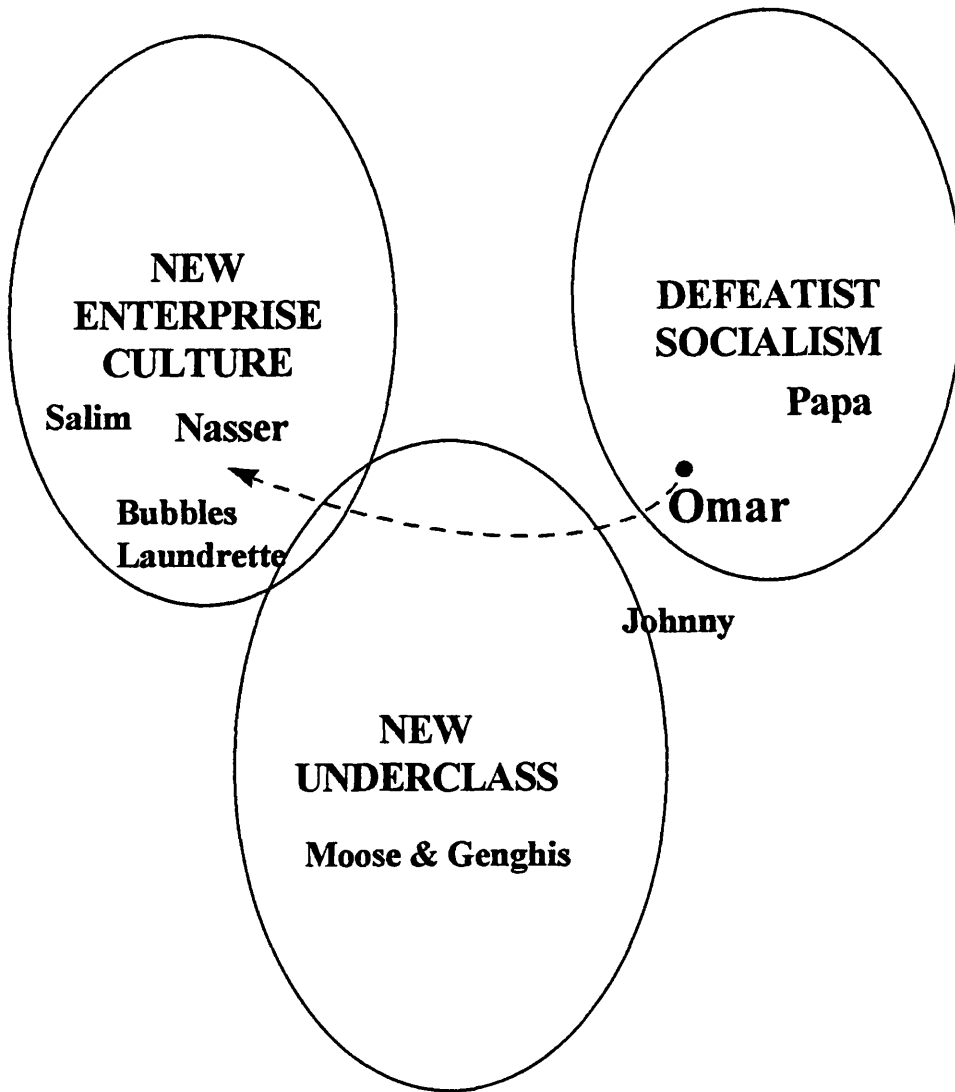 NEW
ENTERPRISE
CULTURE
Salim
Nasser
Bubbles
Laundrette
DEFEATIST
SOCIALISM
Papa
Omar
Johnny
NEW
UNDERCLASS
Moose & Genghis